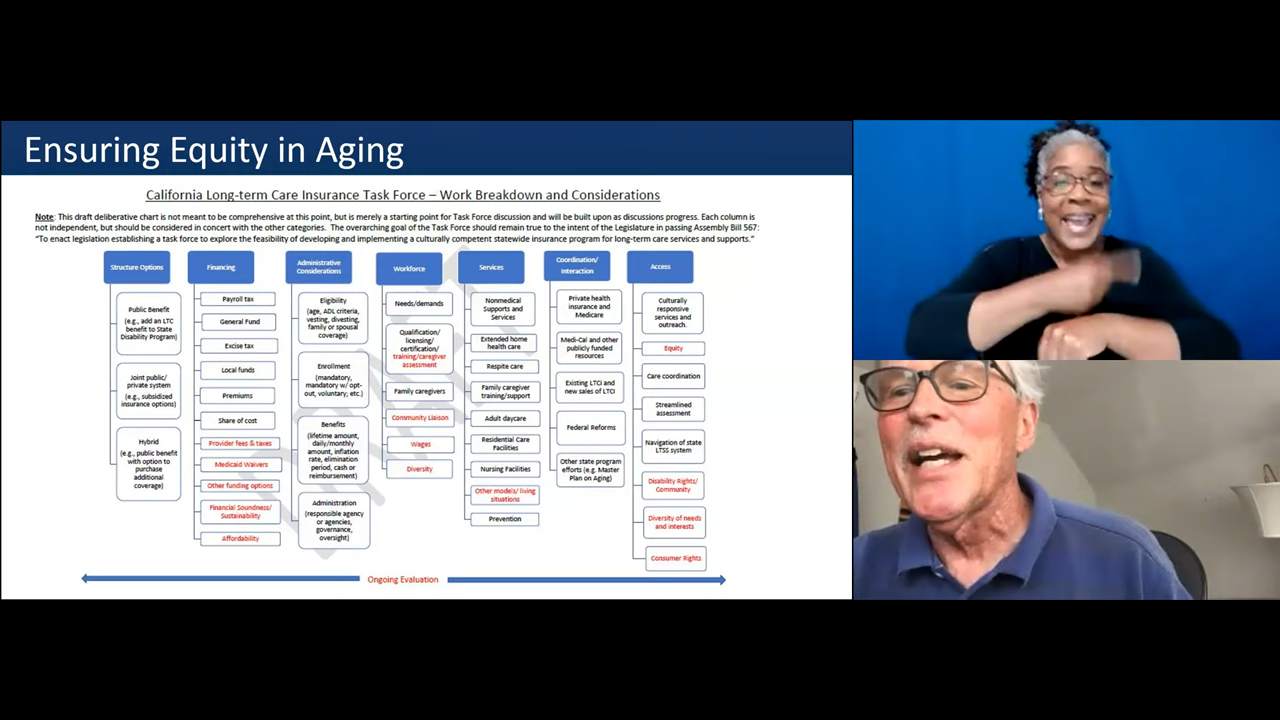 Ensuring Equity in Aging
California Long-term Care Insurance Task Force – Work Breakdown and Considerations
Note: This draft deliberative chart is not meant to be comprehensive at this point, but is merely a starting point for Task Force discussion and will be built upon as discussions progress. Each column is
not independent, but should be considered in concert with the other categories. The overarching goal of the Task Force should remain true to the intent of the Legislature in passing Assembly Bill 567:
"To enact legislation establishing a task force to explore the feasibility of developing and implementing a culturally competent statewide insurance program for long-term care services and supports."
Structure Options
Public Benefit
(e.g., add an LTC
benefit to State
Disability Program)
Joint public/
private system
(e.g., subsidized
insurance options)
Hybrid
(e.g., public benefit
with option to
purchase
additional
coverage)
Financing
Payroll tax
General Fund
Excise tax
Local funds
Premiums
Share of cost
Provider fees & taxes
Medicaid Waivers
Other funding options
Financial Soundness/
Sustainability
Affordability
Administrative
Considerations
Eligibility
(age, ADL criteria,
vesting, divesting,
family or spousal
coverage)
Enrollment
(mandatory,
mandatory w/ opt-
out, voluntary; etc.)
Benefits
(lifetime amount,
daily/monthly
amount, inflation
rate, elimination
period, cash or
reimbursement)
Administration
(responsible agency
or agencies,
governance,
oversight)
Workforce
Needs/demands
Qualification/
licensing/
certification/
training/caregiver
assessment
Family caregivers
Community Liaison
Wages
Diversity
Services
Nonmedical
Supports and
Services
Extended home
health care
Respite care
Family caregiver
training/support
Adult daycare
Residential Care
Facilities
Nursing Facilities
Other models/ living
situations
Prevention
Coordination/
Interaction
Private health
insurance and
Medicare
Medi-Cal and other
publicly funded
resources
Existing LTCI and
new sales of LTCI
Federal Reforms
Other state program
efforts (e.g. Master
Plan on Aging)
Access
Culturally
responsive
services and
outreach.
Equity
Care coordination
Streamlined
assessment
Navigation of state
LTSS system
Disability Rights/
Community
Diversity of needs
and interests
Consumer Rights
Ongoing Evaluation
DRAFT